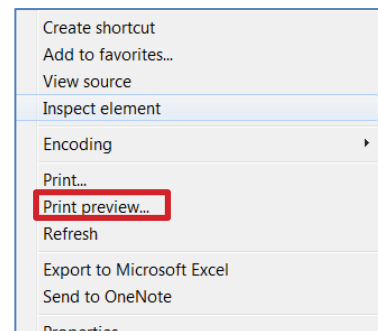 Create shortcut
Add to favorites...
View source
Inspect element
Encoding
Print...
Print preview...
Refresh
Export to Microsoft Excel
Send to OneNote
Properties